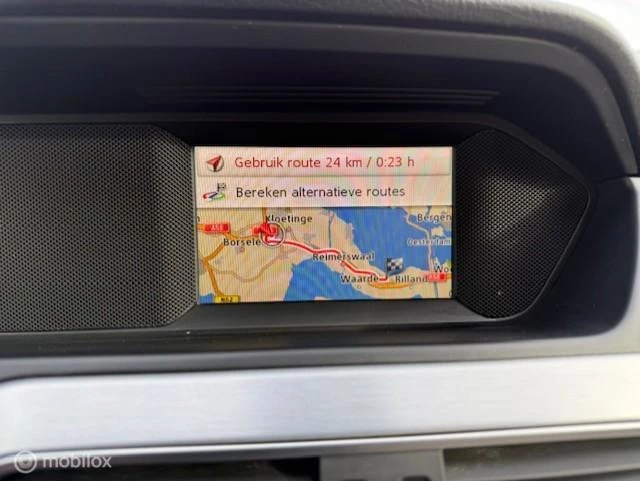 Gebruik route 24 km / 0:23 h
Bereken alternatieve routes
Kloetinge
Bergen
A58
Borsele
Oesterdam
Reimerswaal
Waarde
Rilland
N62
mobilox